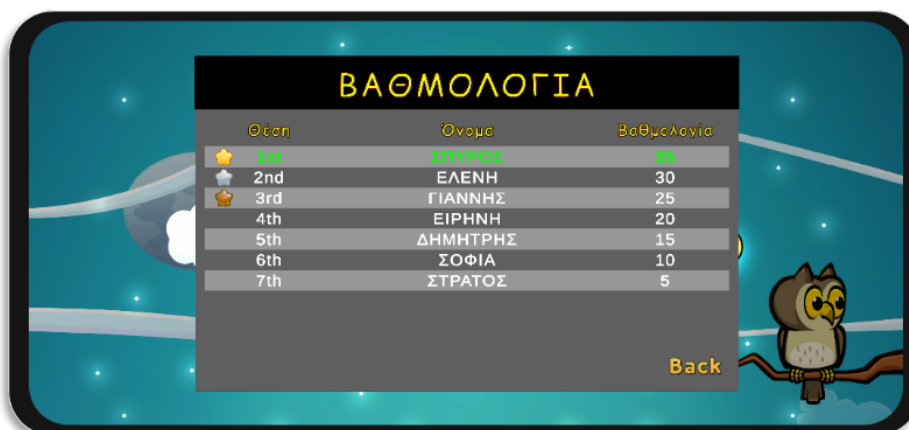 ΒΑΘΜΟΛΟΓΙΑ
Θέση Όνομα Βαθμολογία
1st ΣΠΥΡΟΣ 35
2nd ΕΛΕΝΗ 30
3rd ΓΙΑΝΝΗΣ 25
4th ΕΙΡΗΝΗ 20
5th ΔΗΜΗΤΡΗΣ 15
6th ΣΟΦΙΑ 10
7th ΣΤΡΑΤΟΣ 5
Back